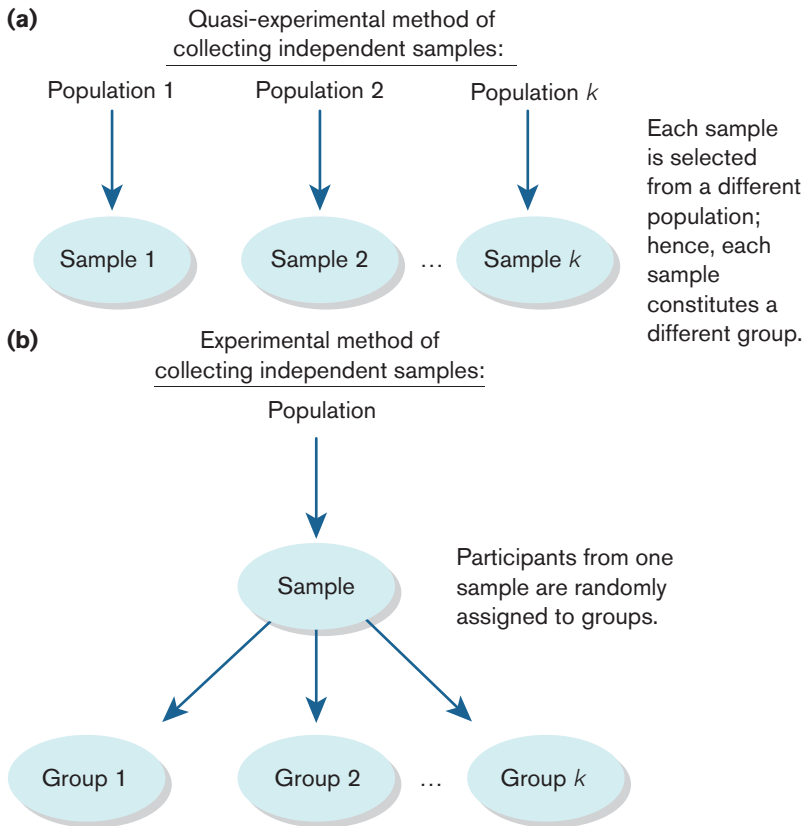 (a)
Quasi-experimental method of
collecting independent samples:
Population 1
Population 2
Population k
Sample 1
Sample 2
...
Sample k
Each sample
is selected
from a different
population;
hence, each
sample
constitutes a
different group.
(b)
Experimental method of
collecting independent samples:
Population
Sample
Participants from one
sample are randomly
assigned to groups.
Group 1
Group 2
...
Group k